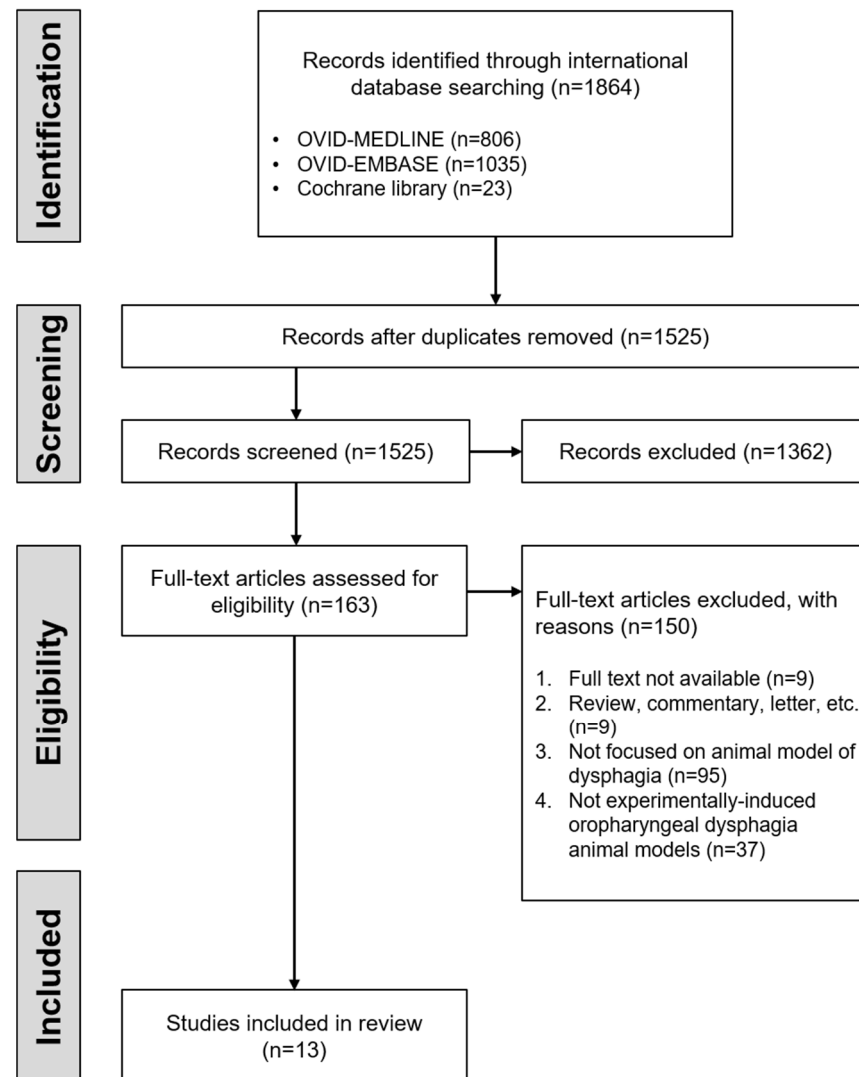 Identification
Records identified through international
database searching (n=1864)
• OVID-MEDLINE (n=806)
• OVID-EMBASE (n=1035)
• Cochrane library (n=23)
Screening
Records after duplicates removed (n=1525)
Records screened (n=1525)
Records excluded (n=1362)
Eligibility
Full-text articles assessed for
eligibility (n=163)
Full-text articles excluded, with
reasons (n=150)
1. Full text not available (n=9)
2. Review, commentary, letter, etc.
(n=9)
3. Not focused on animal model of
dysphagia (n=95)
4. Not experimentally-induced
oropharyngeal dysphagia
animal models (n=37)
Included
Studies included in review
(n=13)